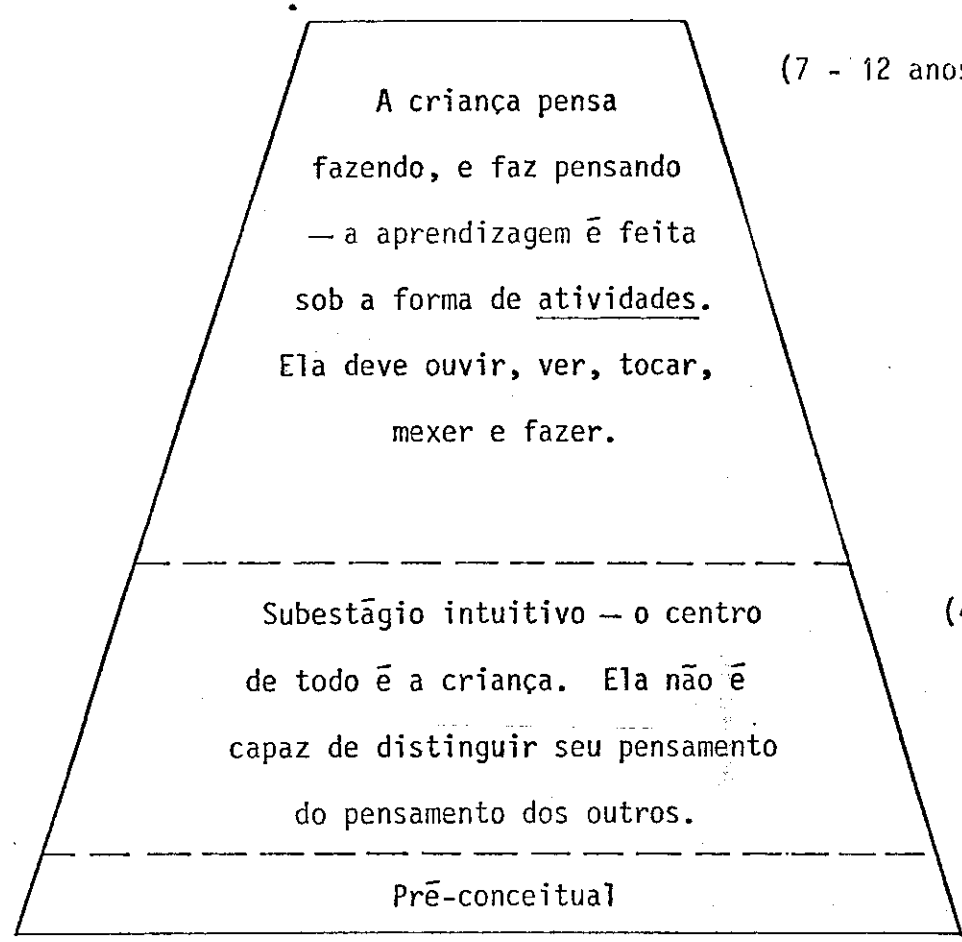 (7 - 12 anos
A criança pensa
fazendo, e faz pensando
— a aprendizagem é feita
sob a forma de atividades.
Ela deve ouvir, ver, tocar,
mexer e fazer.
Subestágio intuitivo — o centro
(4
de todo é a criança. Ela não é
capaz de distinguir seu pensamento
do pensamento dos outros.
Pré-conceitual